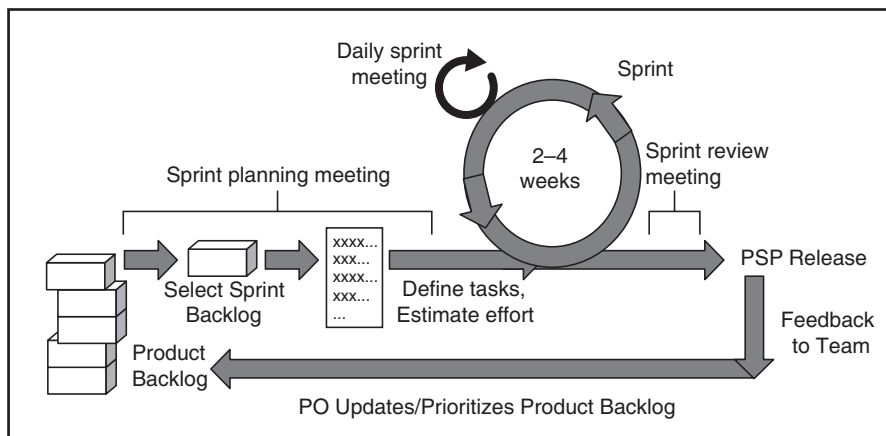 Daily sprint
meeting
Sprint
2–4
weeks
Sprint review
meeting
Sprint planning meeting
xxxx...
xxx...
xxxx...
xxx...
...
Select Sprint
Backlog
Define tasks,
Estimate effort
PSP Release
Feedback
to Team
Product
Backlog
PO Updates/Prioritizes Product Backlog